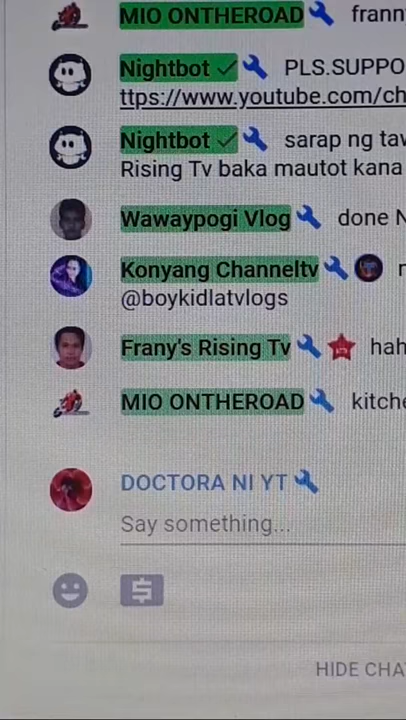 MIO ONTHEROAD frann
Nightbot ✓ PLS.SUPPO
ttps://www.youtube.com/ch
Nightbot ✓ sarap ng taw
Rising Tv baka mautot kana
Wawaypogi Vlog done N
Konyang Channeltv
@boykidlatvlogs
Frany's Rising Tv hah
MIO ONTHEROAD kitche
DOCTORA NI YT
Say something...
HIDE CHA